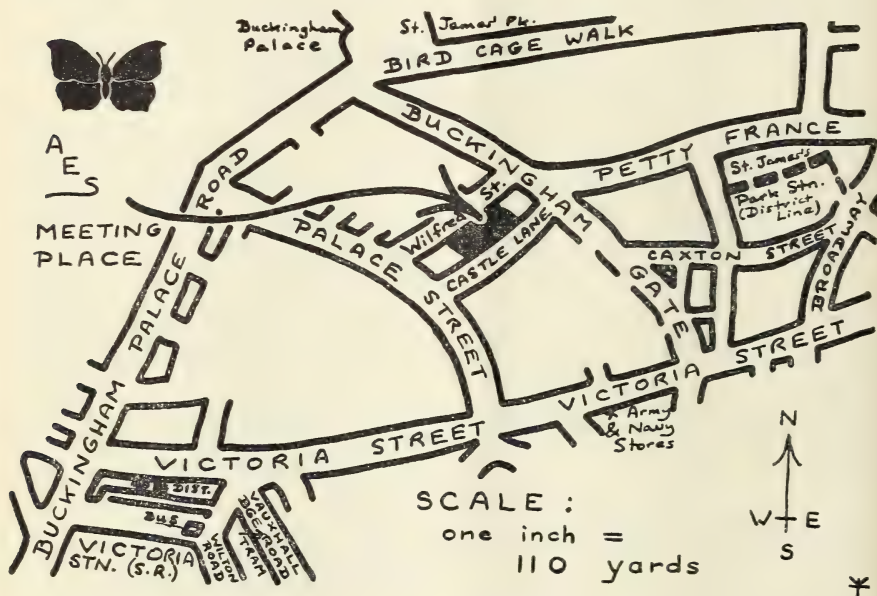 Buckingham
Palace
St. James' Pk.
BIRD CAGE WALK
BUCKINGHAM
GATE
PETTY FRANCE
St. James's
Park Stn.
(District
Line)
AES
MEETING
PLACE
BUCKINGHAM PALACE ROAD
PALACE STREET
Wilfred St.
CASTLE LANE
CAXTON STREET
BROADWAY
VICTORIA STREET
VICTORIA STREET
x Army
& Navy
Stores
DIST.
BUS
VICTORIA
STN. (S.R.)
WILTON
ROAD
TRAM
VAUXHALL
BGE ROAD
SCALE:
one inch =
110 yards
N
W E
S